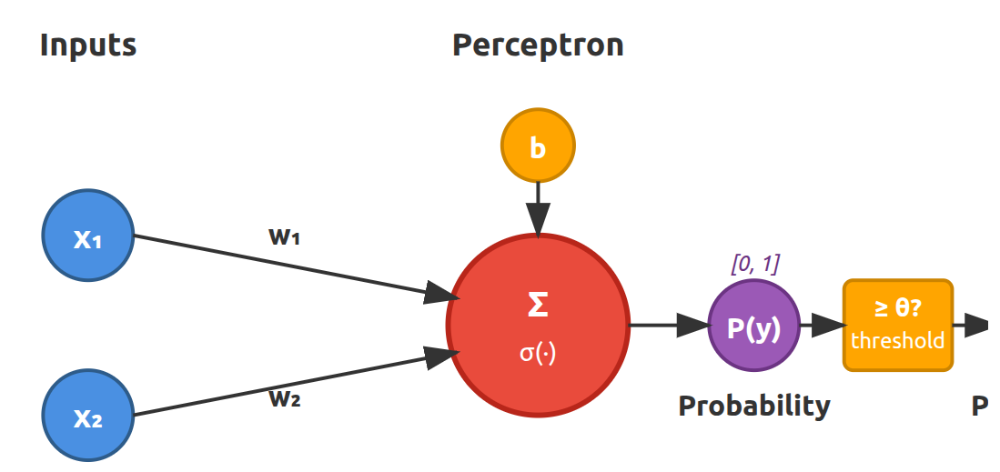 Inputs
Perceptron
b
x₁
w₁
Σ
σ(·)
[0, 1]
P(y)
≥ θ?
threshold
w₂
Probability
P
x₂